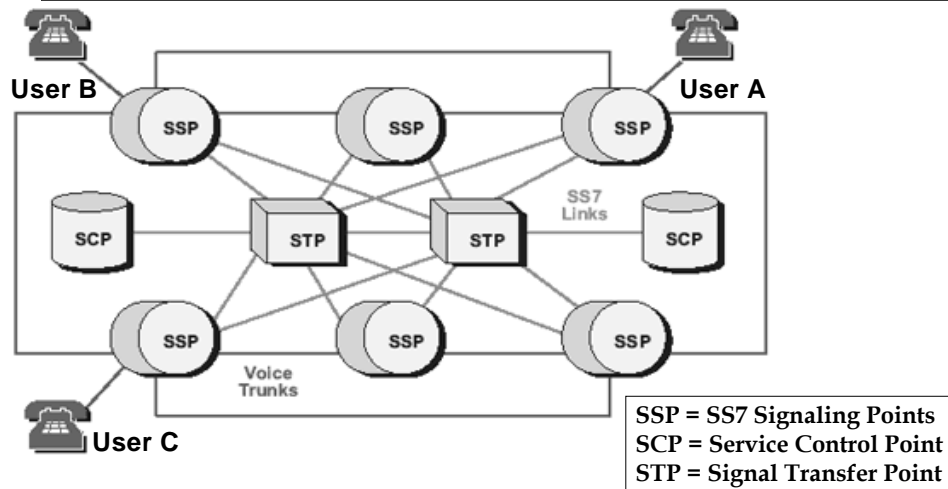 User B
User A
SSP
SSP
SSP
SS7
Links
SCP
STP
STP
SCP
SSP
SSP
SSP
Voice
Trunks
User C
SSP = SS7 Signaling Points
SCP = Service Control Point
STP = Signal Transfer Point